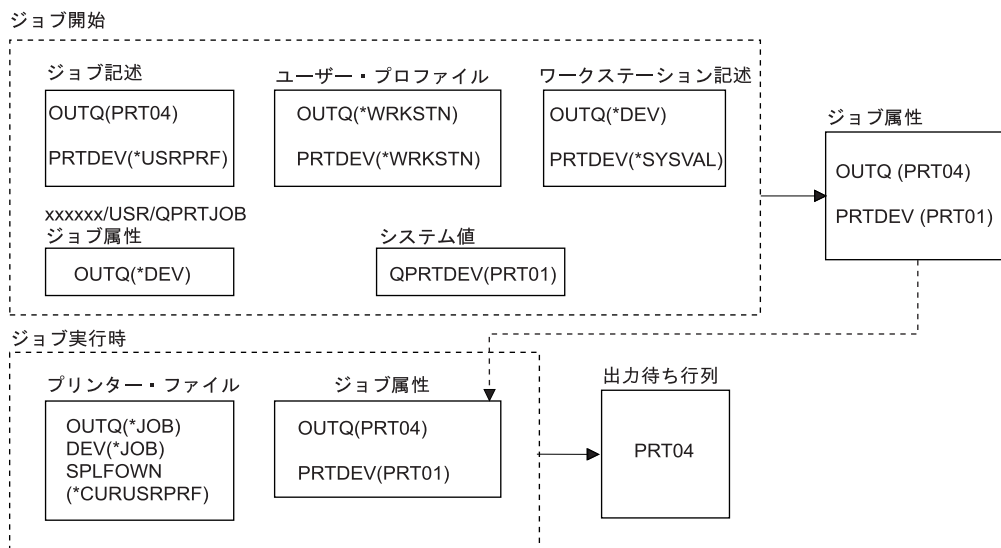 ジョブ開始
ジョブ記述
OUTQ(PRT04)
PRTDEV(*USRPRF)
ユーザー・プロファイル
OUTQ(*WRKSTN)
PRTDEV(*WRKSTN)
ワークステーション記述
OUTQ(*DEV)
PRTDEV(*SYSVAL)
ジョブ属性
OUTQ (PRT04)
PRTDEV (PRT01)
xxxxxx/USR/QPRTJOB
ジョブ属性
OUTQ(*DEV)
システム値
QPRTDEV(PRT01)
ジョブ実行時
プリンター・ファイル
OUTQ(*JOB)
DEV(*JOB)
SPLFOWN
(*CURUSRPRF)
ジョブ属性
OUTQ(PRT04)
PRTDEV(PRT01)
出力待ち行列
PRT04